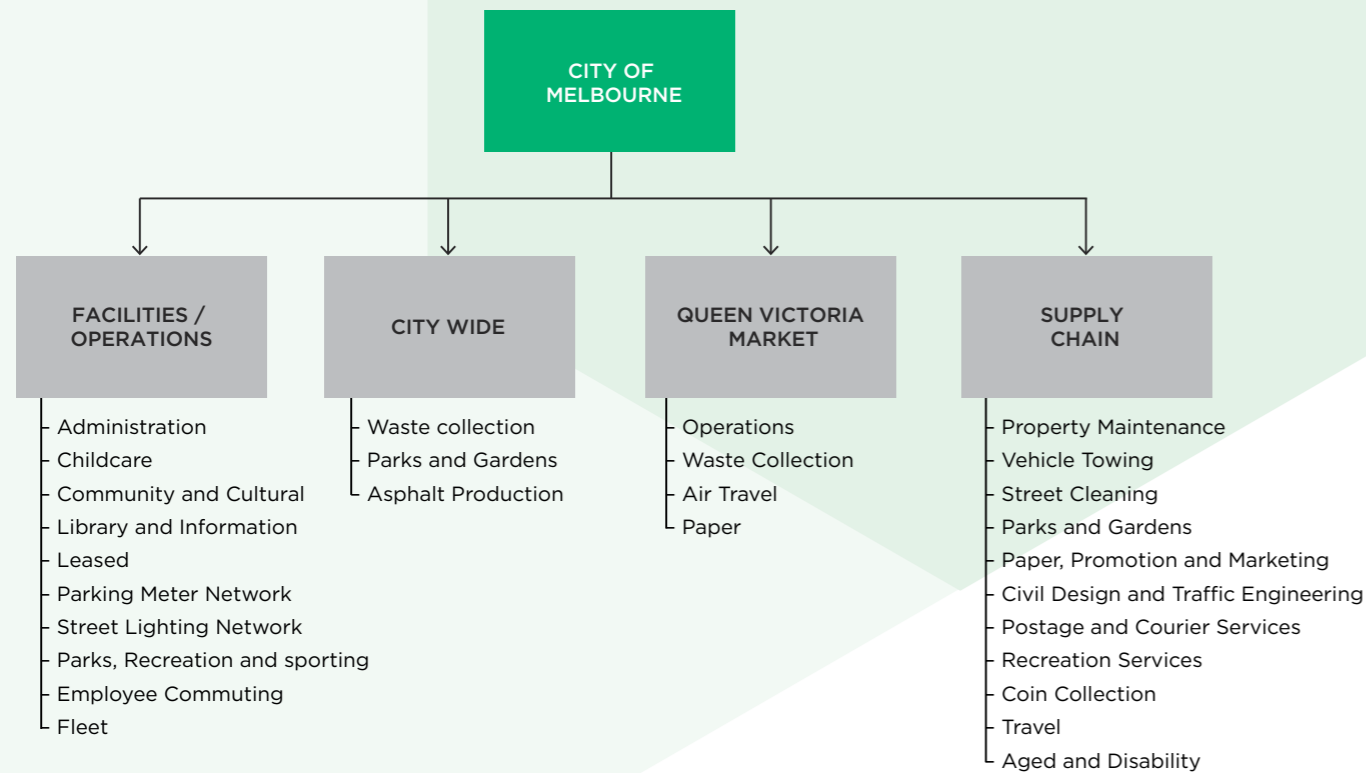 CITY OF
MELBOURNE
FACILITIES /
OPERATIONS
- Administration
- Childcare
- Community and Cultural
- Library and Information
- Leased
- Parking Meter Network
- Street Lighting Network
- Parks, Recreation and sporting
- Employee Commuting
- Fleet
CITY WIDE
- Waste collection
- Parks and Gardens
- Asphalt Production
QUEEN VICTORIA
MARKET
- Operations
- Waste Collection
- Air Travel
- Paper
SUPPLY
CHAIN
- Property Maintenance
- Vehicle Towing
- Street Cleaning
- Parks and Gardens
- Paper, Promotion and Marketing
- Civil Design and Traffic Engineering
- Postage and Courier Services
- Recreation Services
- Coin Collection
- Travel
- Aged and Disability